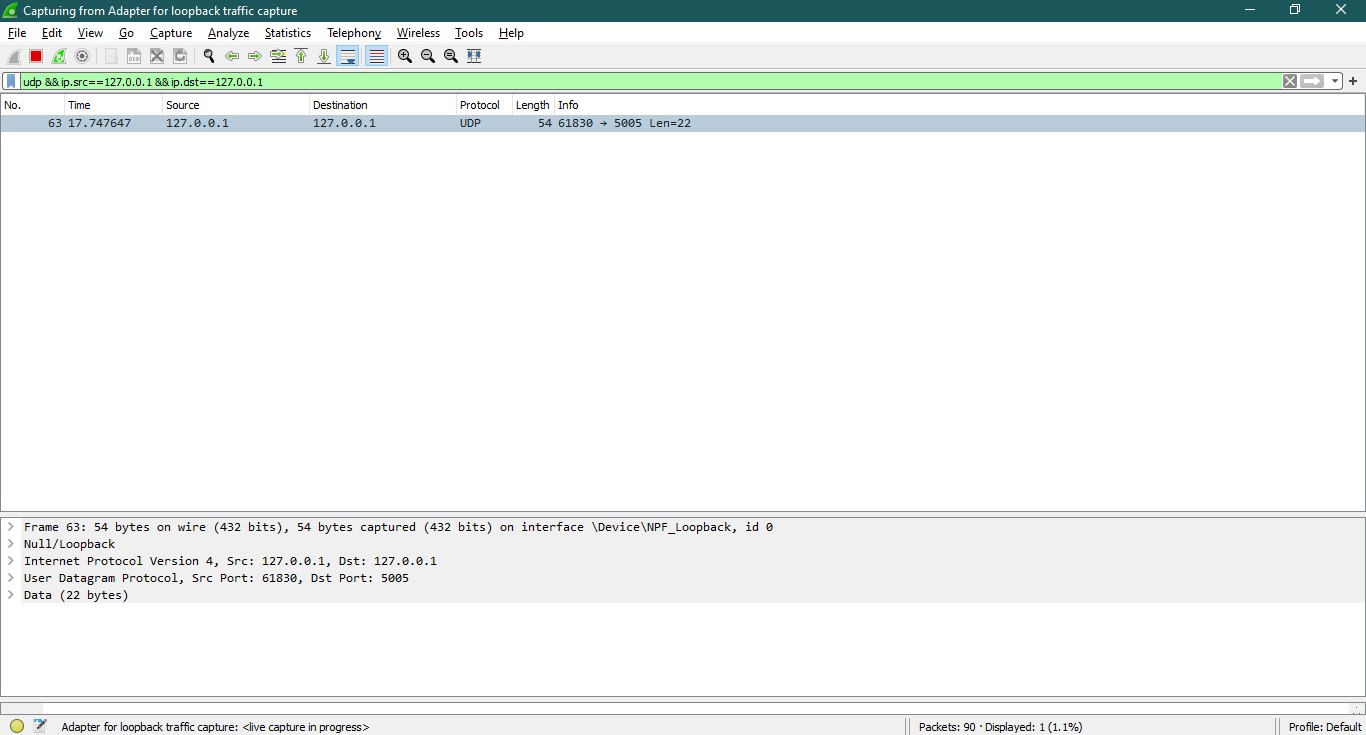 Capturing from Adapter for loopback traffic capture
File Edit View Go Capture Analyze Statistics Telephony Wireless Tools Help
udp && ip.src==127.0.0.1 && ip.dst==127.0.0.1
No. Time Source Destination Protocol Length Info
63 17.747647 127.0.0.1 127.0.0.1 UDP 54 61830 → 5005 Len=22
Frame 63: 54 bytes on wire (432 bits), 54 bytes captured (432 bits) on interface \Device\NPF_Loopback, id 0
Null/Loopback
Internet Protocol Version 4, Src: 127.0.0.1, Dst: 127.0.0.1
User Datagram Protocol, Src Port: 61830, Dst Port: 5005
Data (22 bytes)
Adapter for loopback traffic capture: <live capture in progress> Packets: 90 · Displayed: 1 (1.1%) Profile: Default